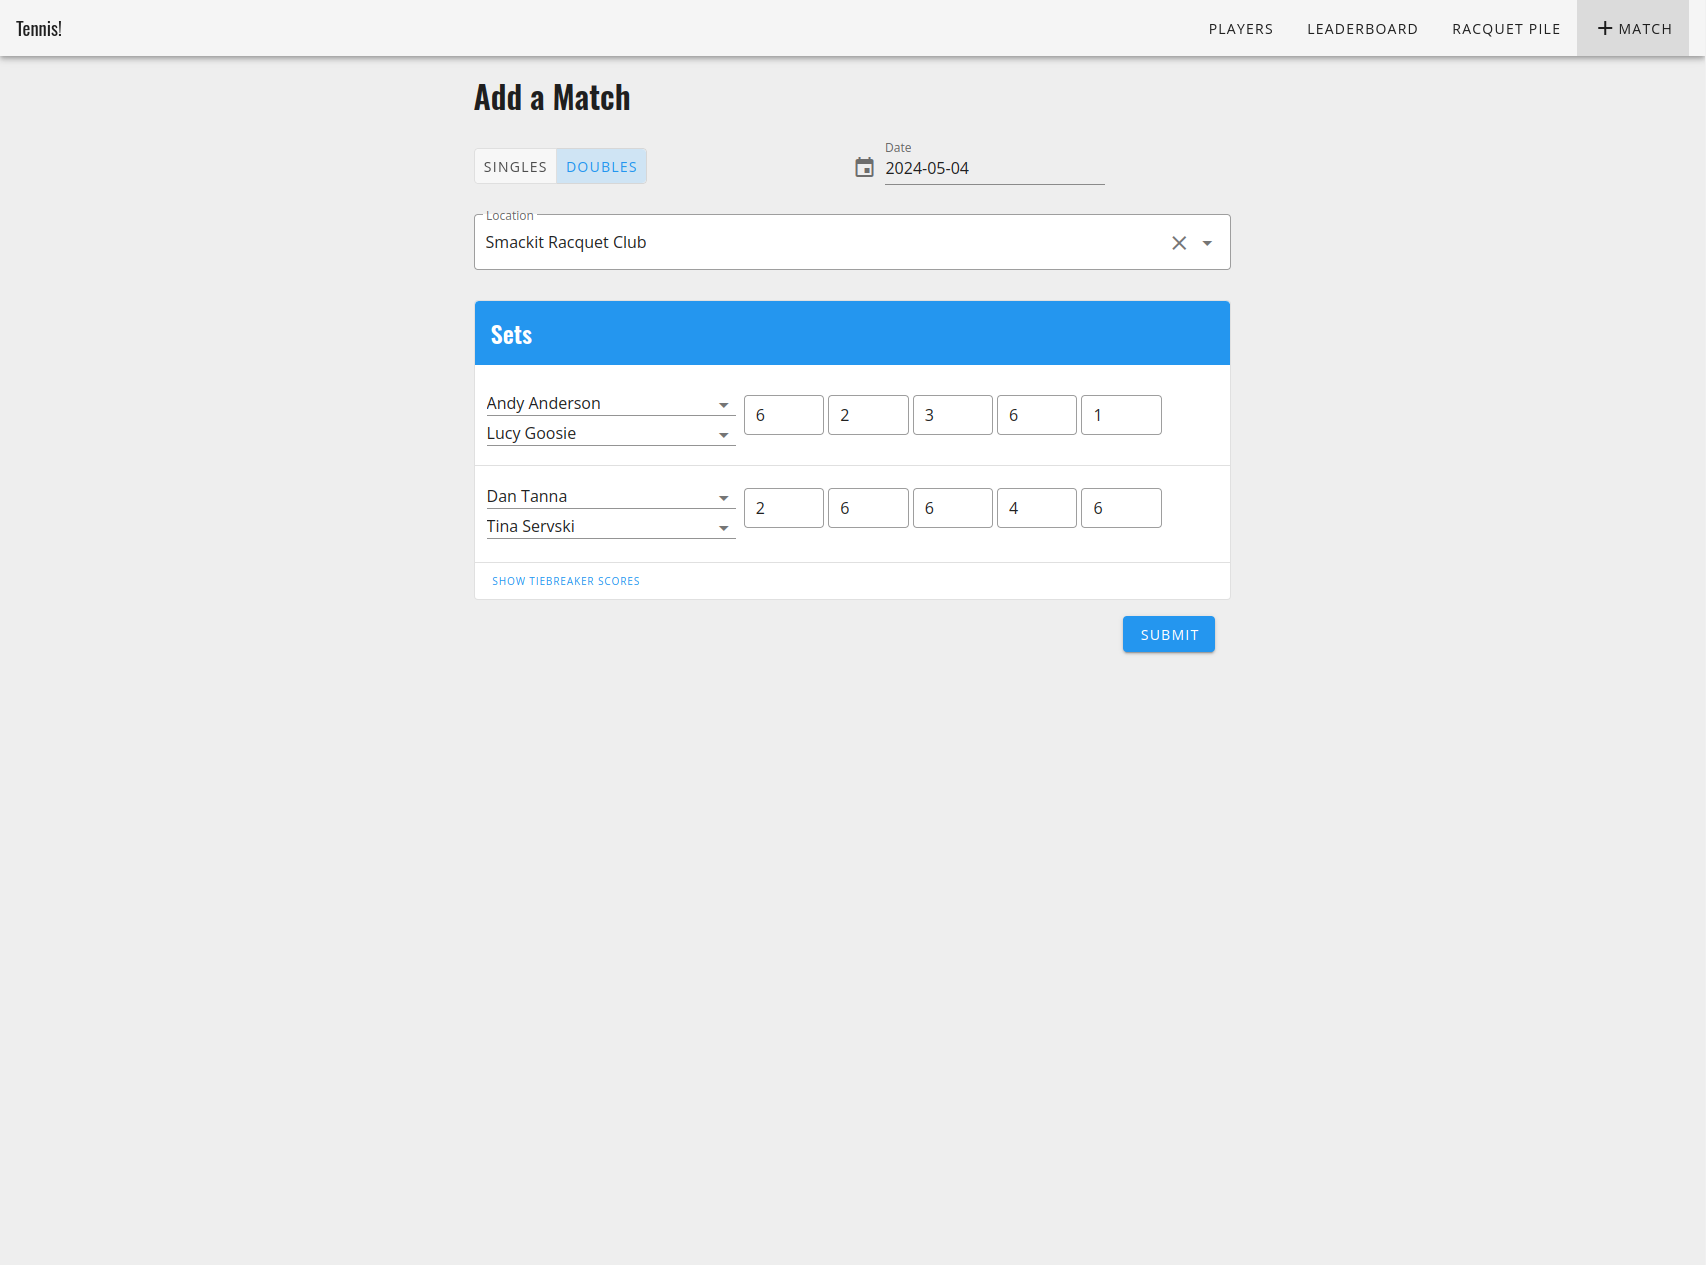 Tennis! PLAYERS LEADERBOARD RACQUET PILE + MATCH
Add a Match
SINGLES DOUBLES
Date
2024-05-04
Location
Smackit Racquet Club
Sets
Andy Anderson
Lucy Goosie
6 2 3 6 1
Dan Tanna
Tina Servski
2 6 6 4 6
SHOW TIEBREAKER SCORES
SUBMIT